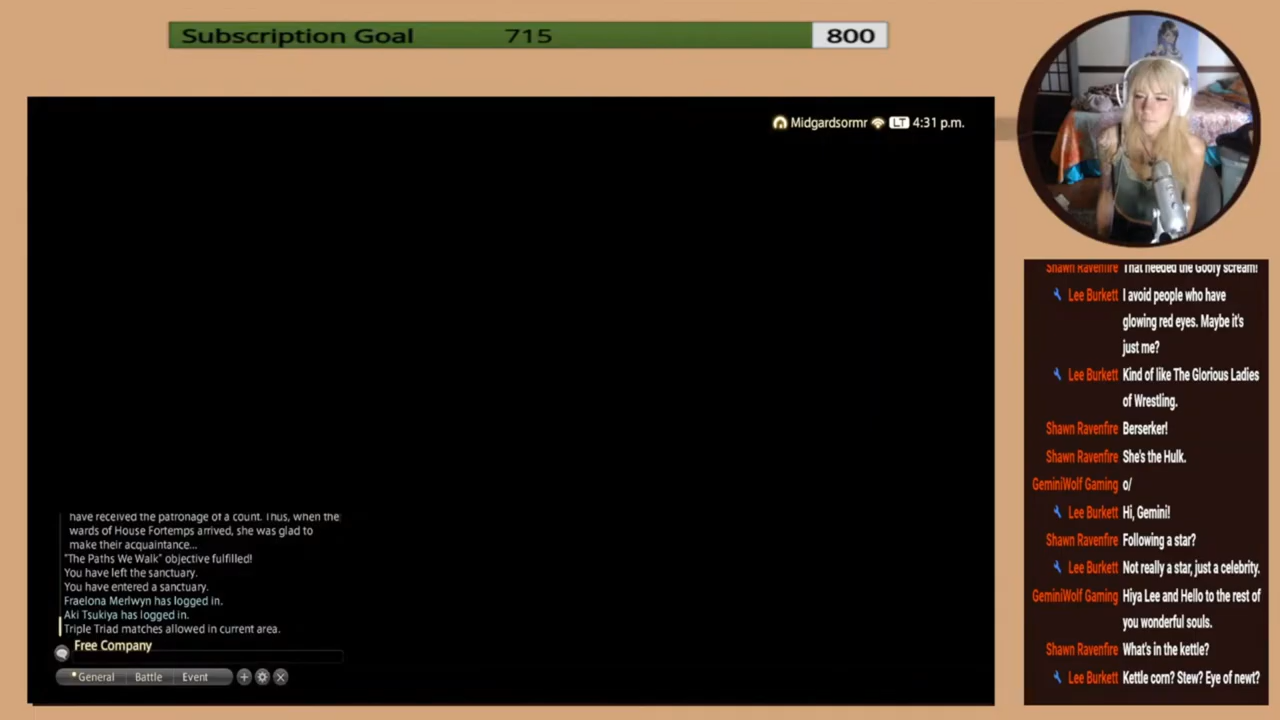 Subscription Goal 715 800
Midgardsormr LT 4:31 p.m.
have received the patronage of a count. Thus, when the
wards of House Fortemps arrived, she was glad to
make their acquaintance...
"The Paths We Walk" objective fulfilled!
You have left the sanctuary.
You have entered a sanctuary.
Fraelona Merlwyn has logged in.
Aki Tsukiya has logged in.
Triple Triad matches allowed in current area.
Free Company
General Battle Event
Shawn Ravenfire That needed the Goofy scream!
Lee Burkett I avoid people who have
glowing red eyes. Maybe it's
just me?
Lee Burkett Kind of like The Glorious Ladies
of Wrestling.
Shawn Ravenfire Berserker!
Shawn Ravenfire She's the Hulk.
GeminiWolf Gaming o/
Lee Burkett Hi, Gemini!
Shawn Ravenfire Following a star?
Lee Burkett Not really a star, just a celebrity.
GeminiWolf Gaming Hiya Lee and Hello to the rest of
you wonderful souls.
Shawn Ravenfire What's in the kettle?
Lee Burkett Kettle corn? Stew? Eye of newt?